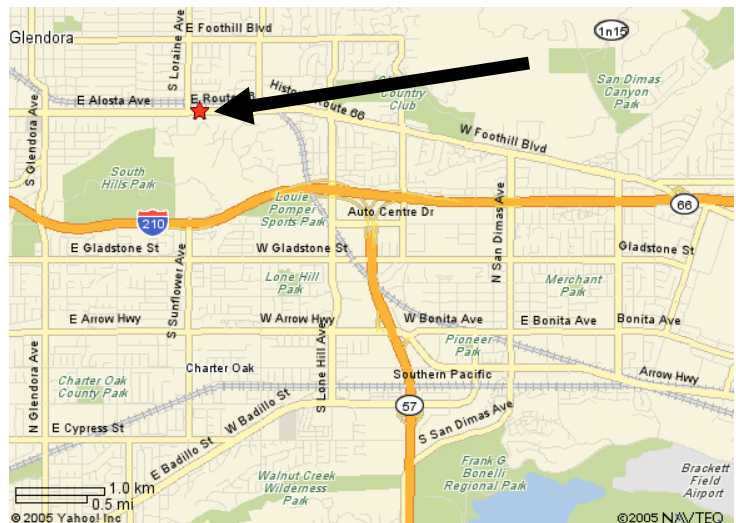 E Foothill Blvd
Glendora
S Loraine Ave
1n15
San Dimas
Canyon
Park
E Alosta Ave
E Route
Historic Route 66
Country
Club
W Foothill Blvd
S Glendora Ave
South
Hills Park
Louie
Pompei
Sports Park
Auto Centre Dr
N San Dimas Ave
66
210
E Gladstone St
W Gladstone St
Gladstone St
S Sunflower Ave
Lone Hill
Park
Merchant
Park
E Arrow Hwy
W Arrow Hwy
W Bonita Ave
E Bonita Ave
Bonita Ave
Pioneer
Park
N Glendora Ave
Charter Oak
S Lone Hill Ave
Southern Pacific
Arrow Hwy
Charter Oak
County Park
57
W Badillo St
E Cypress St
S San Dimas Ave
E Badillo St
Walnut Creek
Wilderness
Park
Frank G
Bonelli
Regional Park
Brackett
Field
Airport
1.0 km
0.5 mi
©2005 Yahoo! Inc
©2005 NAVTEQ